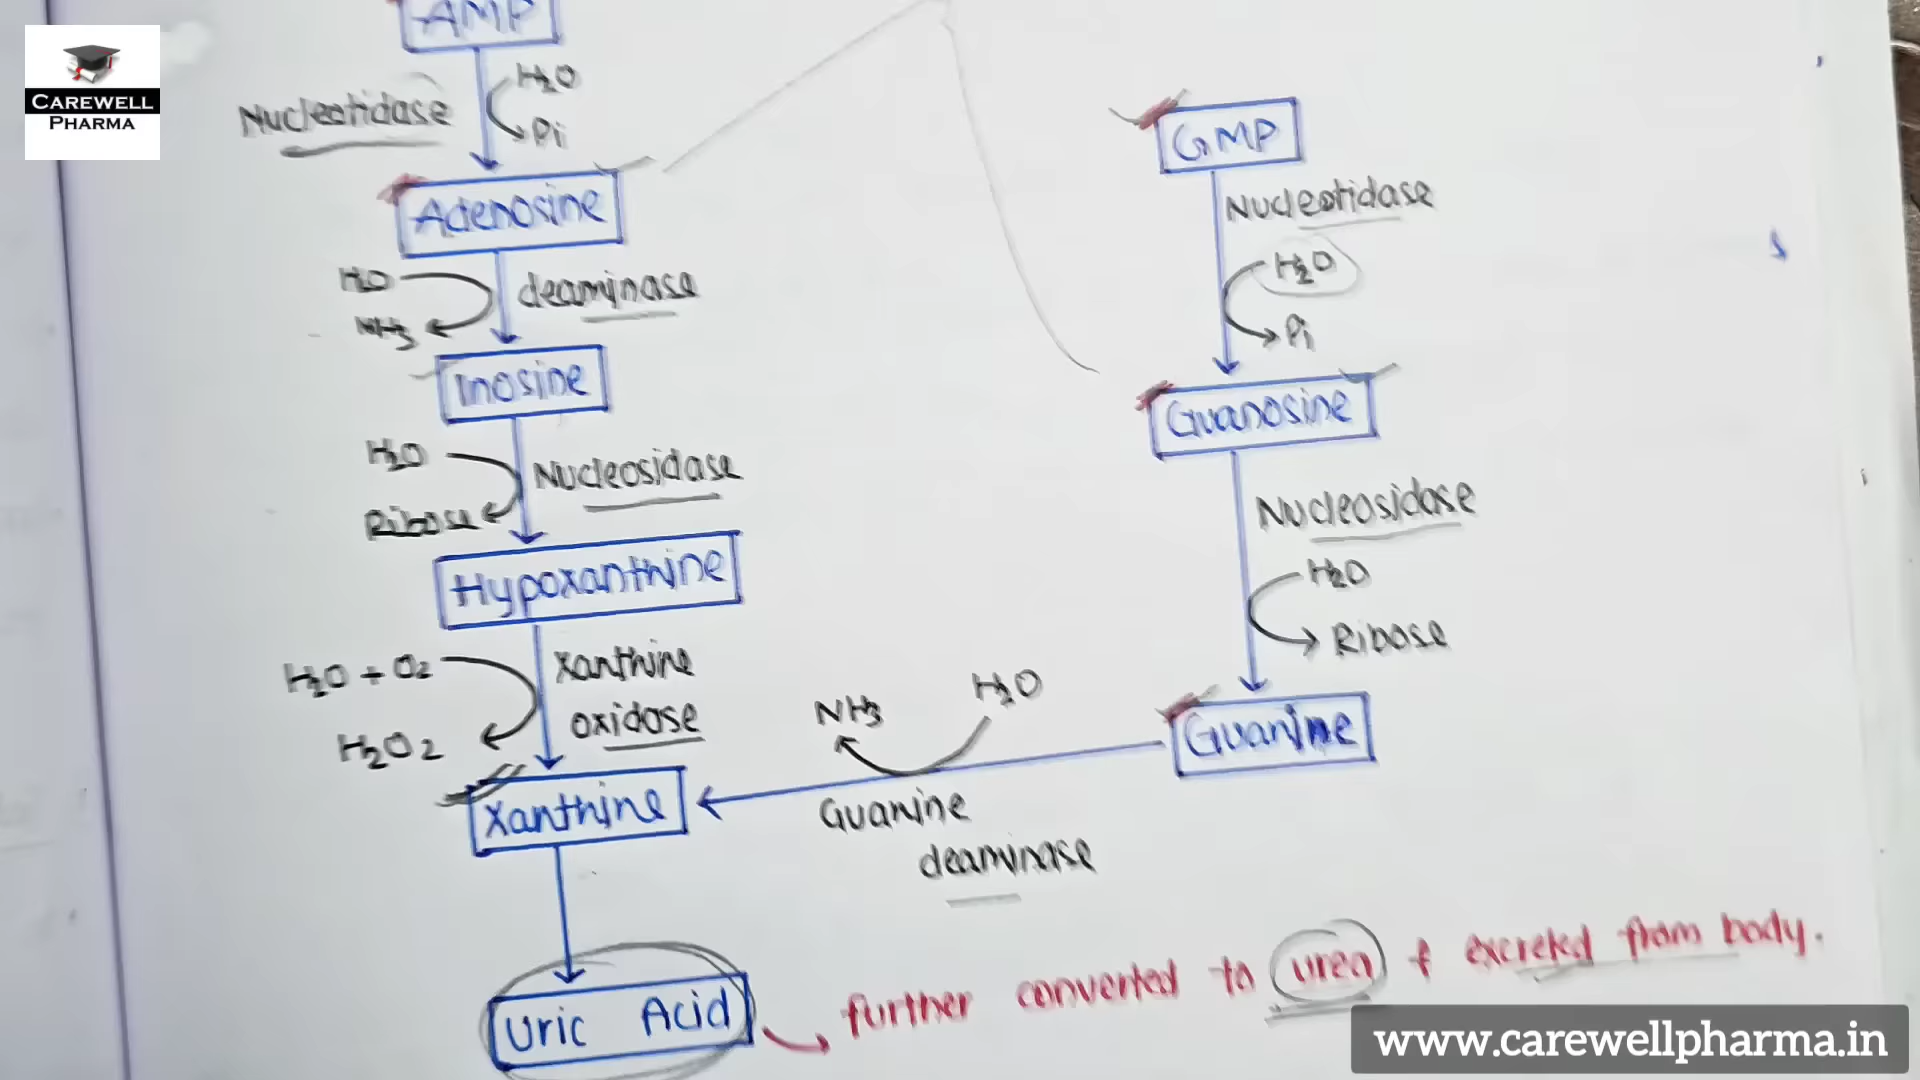 CAREWELL
PHARMA
AMP
H2O
Nucleotidase
Pi
Adenosine
H2O
deaminase
NH3
Inosine
H2O
Nucleosidase
Ribose
Hypoxanthine
H2O + O2
Xanthine
oxidase
H2O2
Xanthine
GMP
Nucleotidase
H2O
Pi
Guanosine
Nucleosidase
H2O
Ribose
Guanine
NH3
H2O
Guanine
deaminase
Uric Acid
further converted to urea & excreted from body.
www.carewellpharma.in